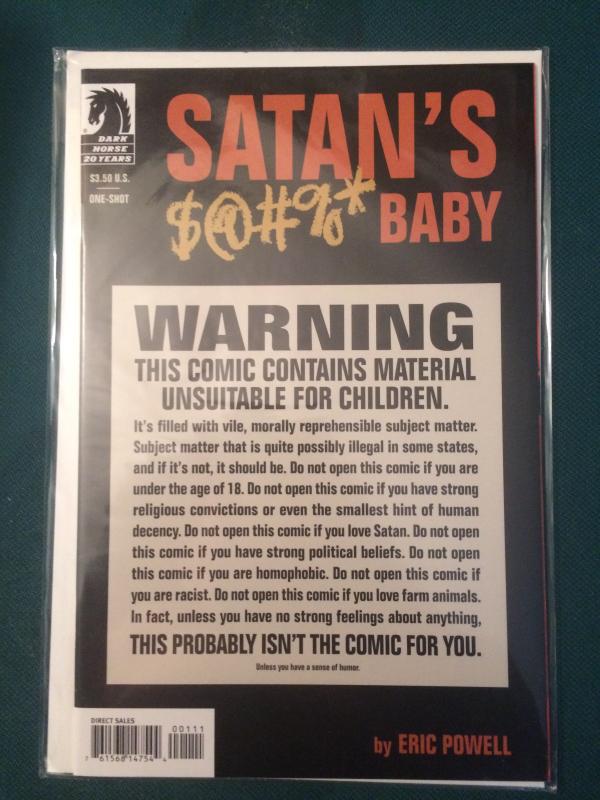 DARK
HORSE
20 YEARS
$3.50 U.S.
ONE-SHOT
SATAN'S
$@#%* BABY
WARNING
THIS COMIC CONTAINS MATERIAL
UNSUITABLE FOR CHILDREN.
It's filled with vile, morally reprehensible subject matter.
Subject matter that is quite possibly illegal in some states,
and if it's not, it should be. Do not open this comic if you are
under the age of 18. Do not open this comic if you have strong
religious convictions or even the smallest hint of human
decency. Do not open this comic if you love Satan. Do not open
this comic if you have strong political beliefs. Do not open
this comic if you are homophobic. Do not open this comic if
you are racist. Do not open this comic if you love farm animals.
In fact, unless you have no strong feelings about anything,
THIS PROBABLY ISN'T THE COMIC FOR YOU.
Unless you have a sense of humor.
DIRECT SALES
00111
7 61568 14754 4
by ERIC POWELL